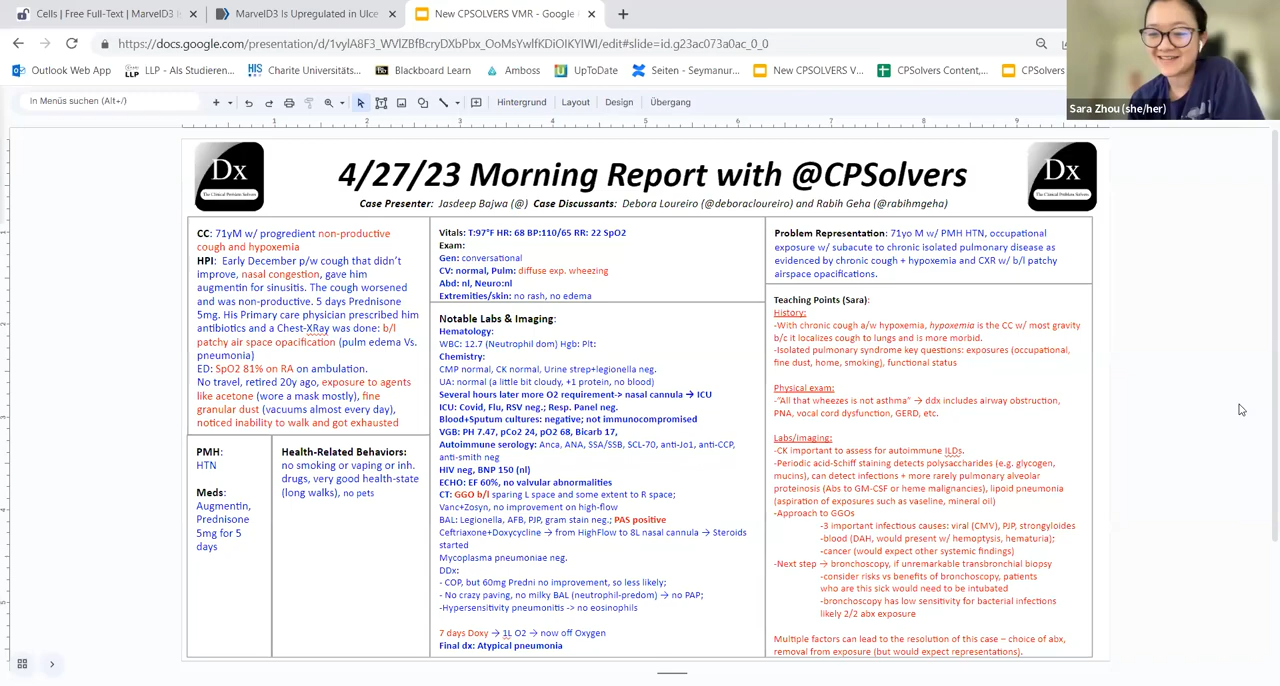 Cells | Free Full-Text | MarvelD3 i
MarvelD3 Is Upregulated in Ulce
New CPSOLVERS VMR - Google
https://docs.google.com/presentation/d/1vylA8F3_WVlZBfBcryDXbPbx_OoMsYwlfKDiOIKYIWI/edit#slide=id.g23ac073a0ac_0_0
Outlook Web App
LLP - Als Studieren...
Charite Universitäts...
Blackboard Learn
Amboss
UpToDate
Seiten - Seymanur...
New CPSOLVERS V...
CPSolvers Content,...
CPSolvers
In Menüs suchen (Alt+/)
Hintergrund
Layout
Design
Übergang
Sara Zhou (she/her)
Dx
The Clinical Problem Solvers
4/27/23 Morning Report with @CPSolvers
Case Presenter: Jasdeep Bajwa (@) Case Discussants: Debora Loureiro (@deboracloureiro) and Rabih Geha (@rabihmgeha)
Dx
The Clinical Problem Solvers
CC: 71yM w/ progredient non-productive
cough and hypoxemia
HPI: Early December p/w cough that didn't
improve, nasal congestion, gave him
augmentin for sinusitis. The cough worsened
and was non-productive. 5 days Prednisone
5mg. His Primary care physician prescribed him
antibiotics and a Chest-XRay was done: b/l
patchy air space opacification (pulm edema Vs.
pneumonia)
ED: SpO2 81% on RA on ambulation.
No travel, retired 20y ago, exposure to agents
like acetone (wore a mask mostly), fine
granular dust (vacuums almost every day),
noticed inability to walk and got exhausted
PMH:
HTN
Meds:
Augmentin,
Prednisone
5mg for 5
days
Health-Related Behaviors:
no smoking or vaping or inh.
drugs, very good health-state
(long walks), no pets
Vitals: T:97°F HR: 68 BP:110/65 RR: 22 SpO2
Exam:
Gen: conversational
CV: normal, Pulm: diffuse exp. wheezing
Abd: nl, Neuro:nl
Extremities/skin: no rash, no edema
Notable Labs & Imaging:
Hematology:
WBC: 12.7 (Neutrophil dom) Hgb: Plt:
Chemistry:
CMP normal, CK normal, Urine strep+legionella neg.
UA: normal (a little bit cloudy, +1 protein, no blood)
Several hours later more O2 requirement-> nasal cannula → ICU
ICU: Covid, Flu, RSV neg.; Resp. Panel neg.
Blood+Sputum cultures: negative; not immunocompromised
VGB: PH 7.47, pCo2 24, pO2 68, Bicarb 17,
Autoimmune serology: Anca, ANA, SSA/SSB, SCL-70, anti-Jo1, anti-CCP,
anti-smith neg
HIV neg, BNP 150 (nl)
ECHO: EF 60%, no valvular abnormalities
CT: GGO b/l sparing L space and some extent to R space;
Vanc+Zosyn, no improvement on high-flow
BAL: Legionella, AFB, PJP, gram stain neg.; PAS positive
Ceftriaxone+Doxycycline → from HighFlow to 8L nasal cannula → Steroids
started
Mycoplasma pneumoniae neg.
DDx:
- COP, but 60mg Predni no improvement, so less likely;
- No crazy paving, no milky BAL (neutrophil-predom) → no PAP;
-Hypersensitivity pneumonitis -> no eosinophils
7 days Doxy → 1L O2 → now off Oxygen
Final dx: Atypical pneumonia
Problem Representation: 71yo M w/ PMH HTN, occupational
exposure w/ subacute to chronic isolated pulmonary disease as
evidenced by chronic cough + hypoxemia and CXR w/ b/l patchy
airspace opacifications.
Teaching Points (Sara):
History:
-With chronic cough a/w hypoxemia, hypoxemia is the CC w/ most gravity
b/c it localizes cough to lungs and is more morbid.
-Isolated pulmonary syndrome key questions: exposures (occupational,
fine dust, home, smoking), functional status
Physical exam:
-"All that wheezes is not asthma" → ddx includes airway obstruction,
PNA, vocal cord dysfunction, GERD, etc.
Labs/imaging:
-CK important to assess for autoimmune ILDs.
-Periodic acid-Schiff staining detects polysaccharides (e.g. glycogen,
mucins), can detect infections + more rarely pulmonary alveolar
proteinosis (Abs to GM-CSF or heme malignancies), lipoid pneumonia
(aspiration of exposures such as vaseline, mineral oil)
-Approach to GGOs
-3 important infectious causes: viral (CMV), PJP, strongyloides
-blood (DAH, would present w/ hemoptysis, hematuria);
-cancer (would expect other systemic findings)
-Next step → bronchoscopy, if unremarkable transbronchial biopsy
-consider risks vs benefits of bronchoscopy, patients
who are this sick would need to be intubated
-bronchoscopy has low sensitivity for bacterial infections
likely 2/2 abx exposure
Multiple factors can lead to the resolution of this case – choice of abx,
removal from exposure (but would expect representations).